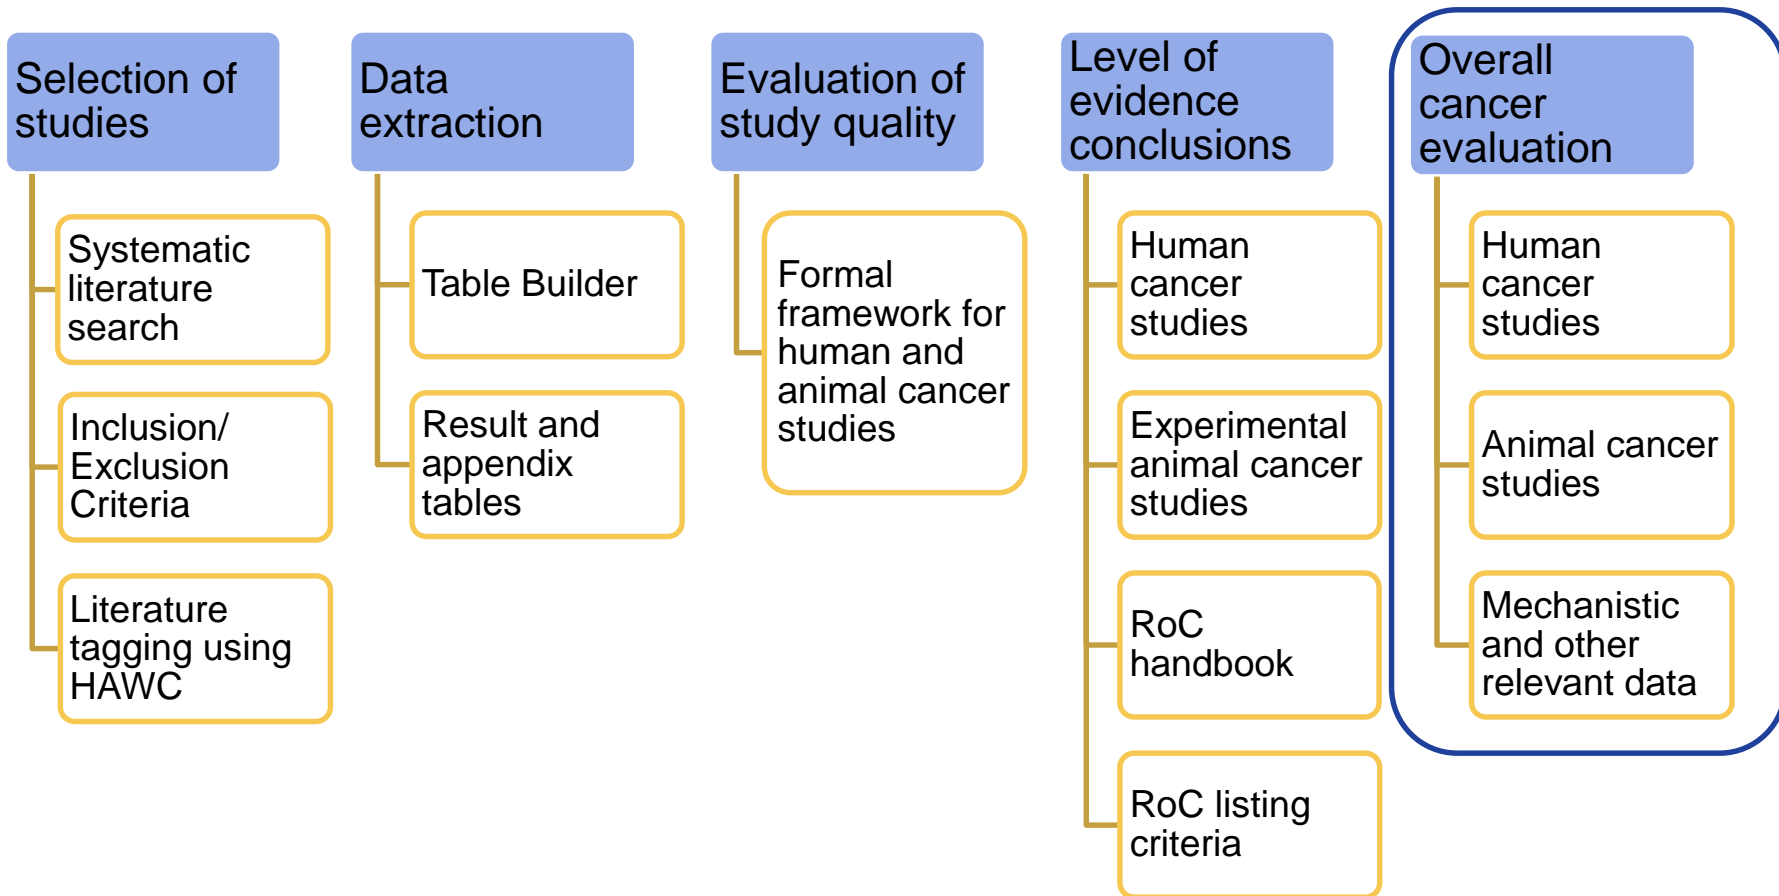 Selection of
studies
Systematic
literature
search
Inclusion/
Exclusion
Criteria
Literature
tagging using
HAWC
Data
extraction
Table Builder
Result and
appendix
tables
Evaluation of
study quality
Formal
framework for
human and
animal cancer
studies
Level of
evidence
conclusions
Human
cancer
studies
Experimental
animal cancer
studies
RoC
handbook
RoC listing
criteria
Overall
cancer
evaluation
Human
cancer
studies
Animal cancer
studies
Mechanistic
and other
relevant data